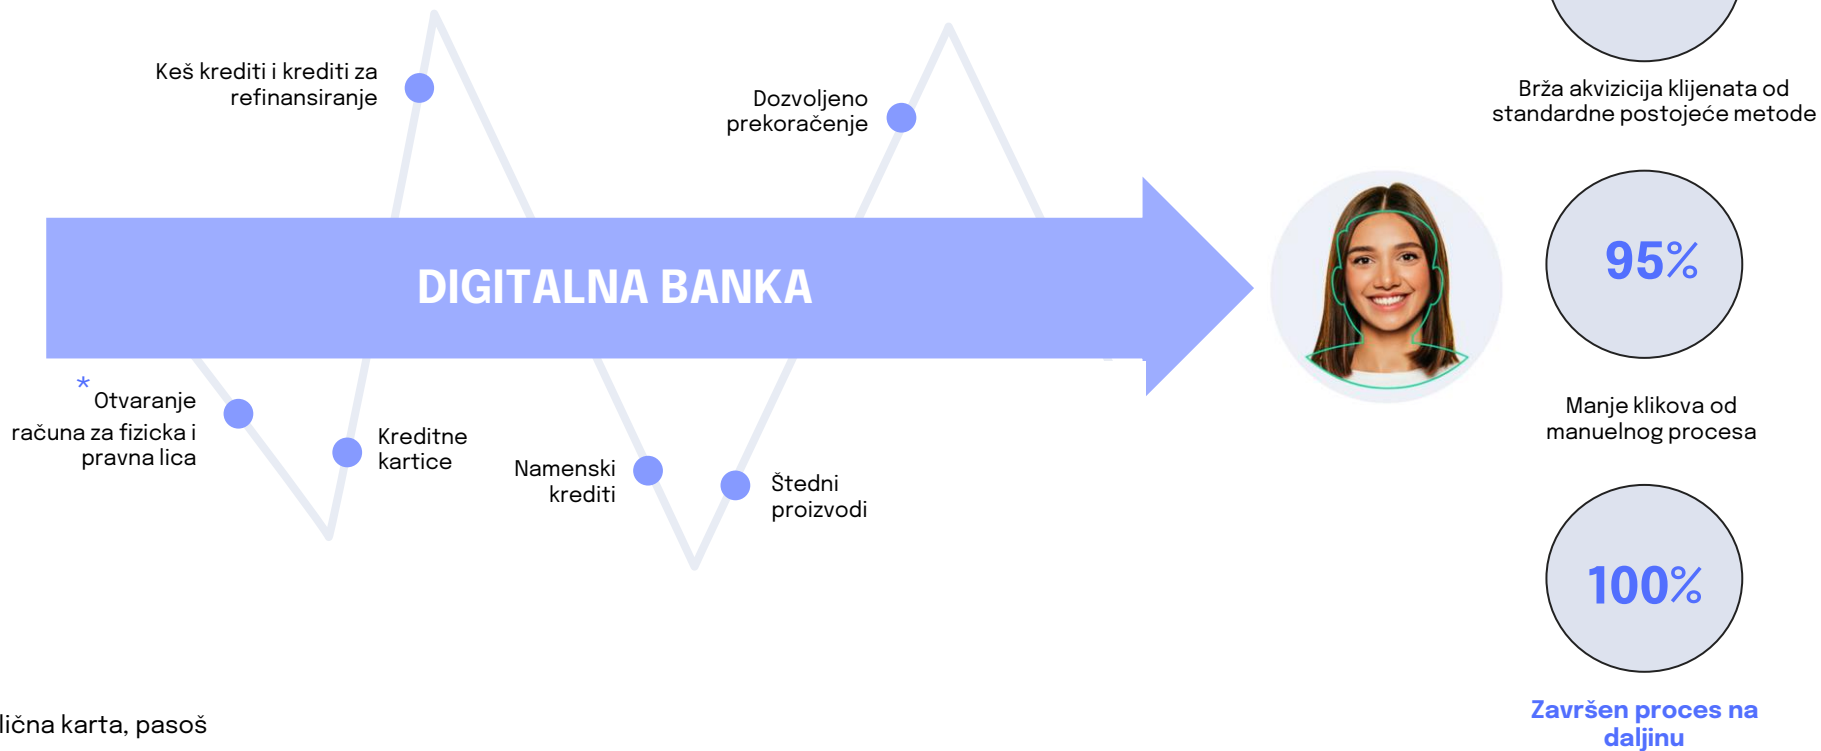 Keš krediti i krediti za
refinansiranje
Dozvoljeno
prekoračenje
Brža akvizicija klijenata od
standardne postojeće metode
DIGITALNA BANKA
95%
*
Otvaranje
računa za fizicka i
pravna lica
Kreditne
kartice
Namenski
krediti
Štedni
proizvodi
Manje klikova od
manuelnog procesa
100%
Završen proces na
daljinu
lična karta, pasoš